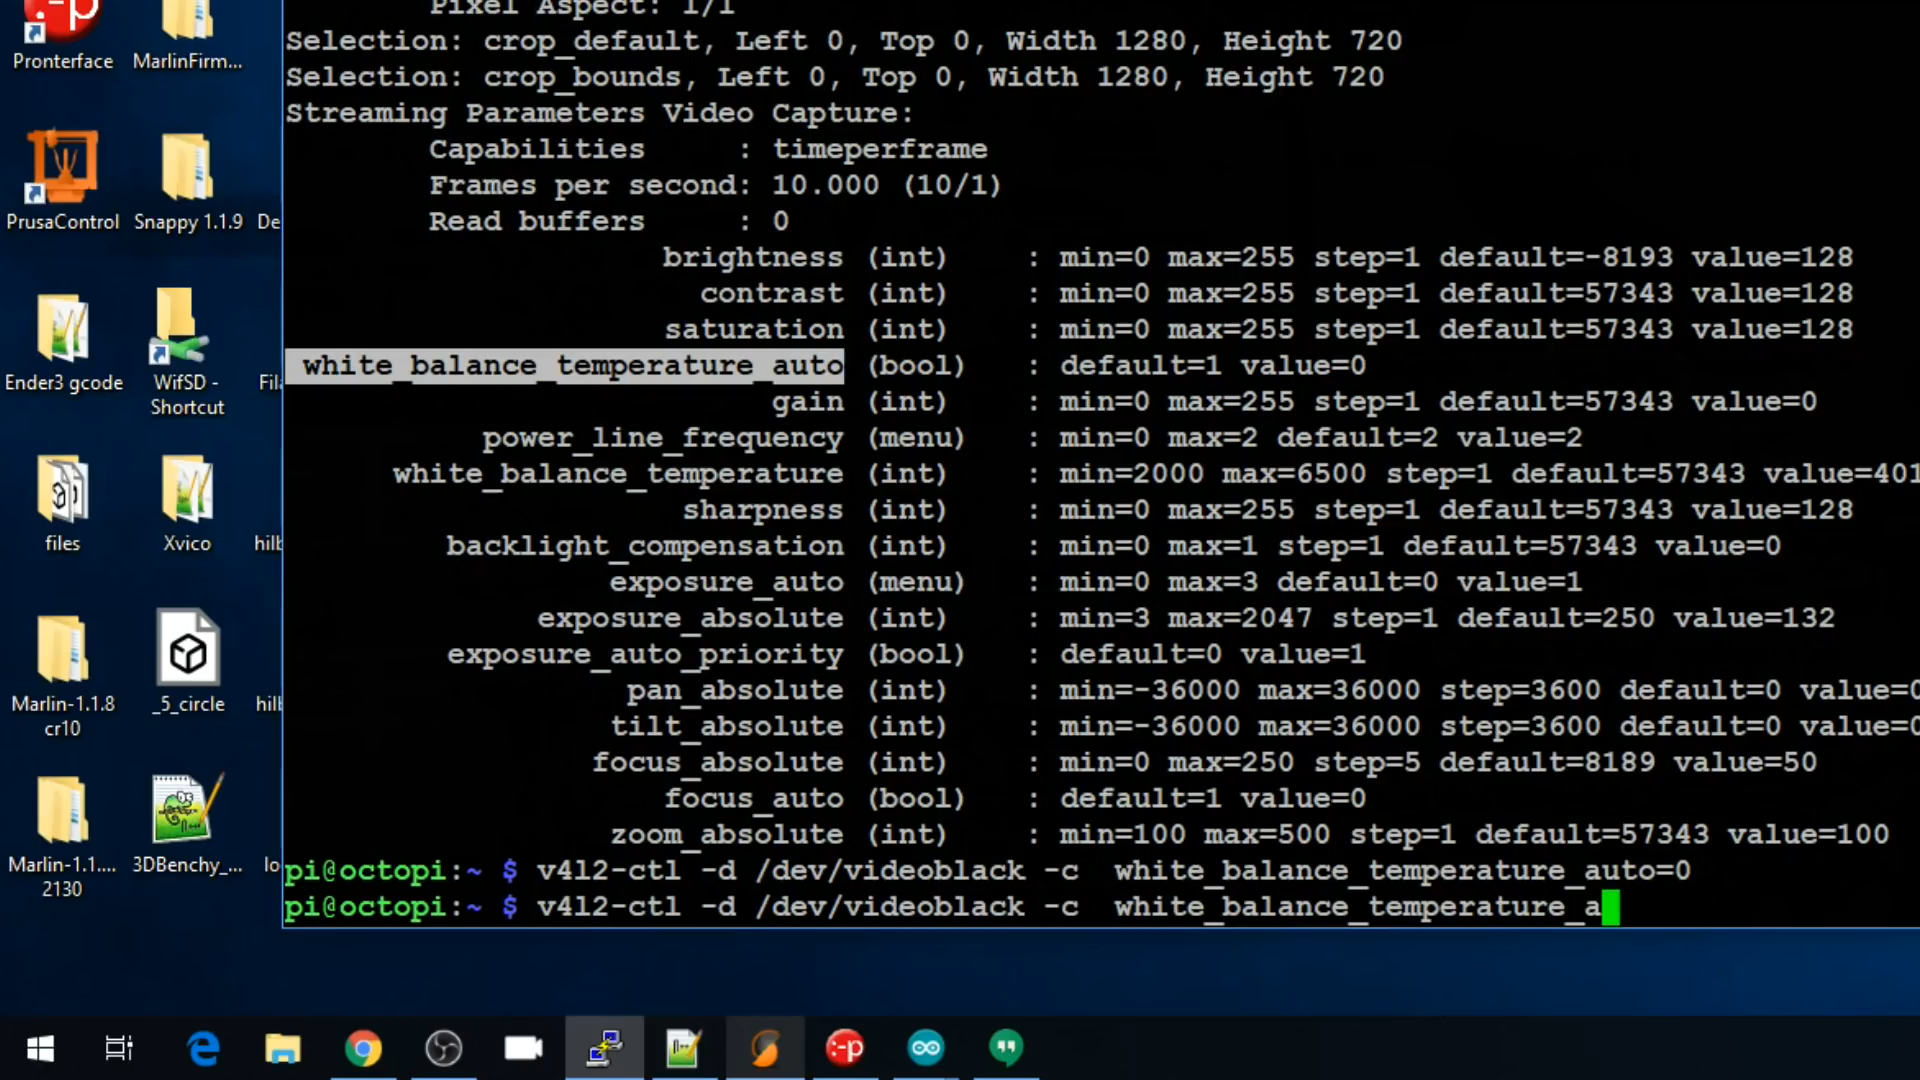 Pixel Aspect: 1/1
Selection: crop_default, Left 0, Top 0, Width 1280, Height 720
Selection: crop_bounds, Left 0, Top 0, Width 1280, Height 720
Streaming Parameters Video Capture:
Capabilities : timeperframe
Frames per second: 10.000 (10/1)
Read buffers : 0
brightness (int) : min=0 max=255 step=1 default=-8193 value=128
contrast (int) : min=0 max=255 step=1 default=57343 value=128
saturation (int) : min=0 max=255 step=1 default=57343 value=128
white_balance_temperature_auto (bool) : default=1 value=0
gain (int) : min=0 max=255 step=1 default=57343 value=0
power_line_frequency (menu) : min=0 max=2 default=2 value=2
white_balance_temperature (int) : min=2000 max=6500 step=1 default=57343 value=401
sharpness (int) : min=0 max=255 step=1 default=57343 value=128
backlight_compensation (int) : min=0 max=1 step=1 default=57343 value=0
exposure_auto (menu) : min=0 max=3 default=0 value=1
exposure_absolute (int) : min=3 max=2047 step=1 default=250 value=132
exposure_auto_priority (bool) : default=0 value=1
pan_absolute (int) : min=-36000 max=36000 step=3600 default=0 value=0
tilt_absolute (int) : min=-36000 max=36000 step=3600 default=0 value=0
focus_absolute (int) : min=0 max=250 step=5 default=8189 value=50
focus_auto (bool) : default=1 value=0
zoom_absolute (int) : min=100 max=500 step=1 default=57343 value=100
pi@octopi:~ $ v4l2-ctl -d /dev/videoblack -c  white_balance_temperature_auto=0
pi@octopi:~ $ v4l2-ctl -d /dev/videoblack -c  white_balance_temperature_a
Pronterface
MarlinFirm...
PrusaControl
Snappy 1.1.9
De
Ender3 gcode
WifSD -
Shortcut
Fil
files
Xvico
hilb
Marlin-1.1.8
cr10
_5_circle
hilb
Marlin-1.1....
2130
3DBenchy_...
lo